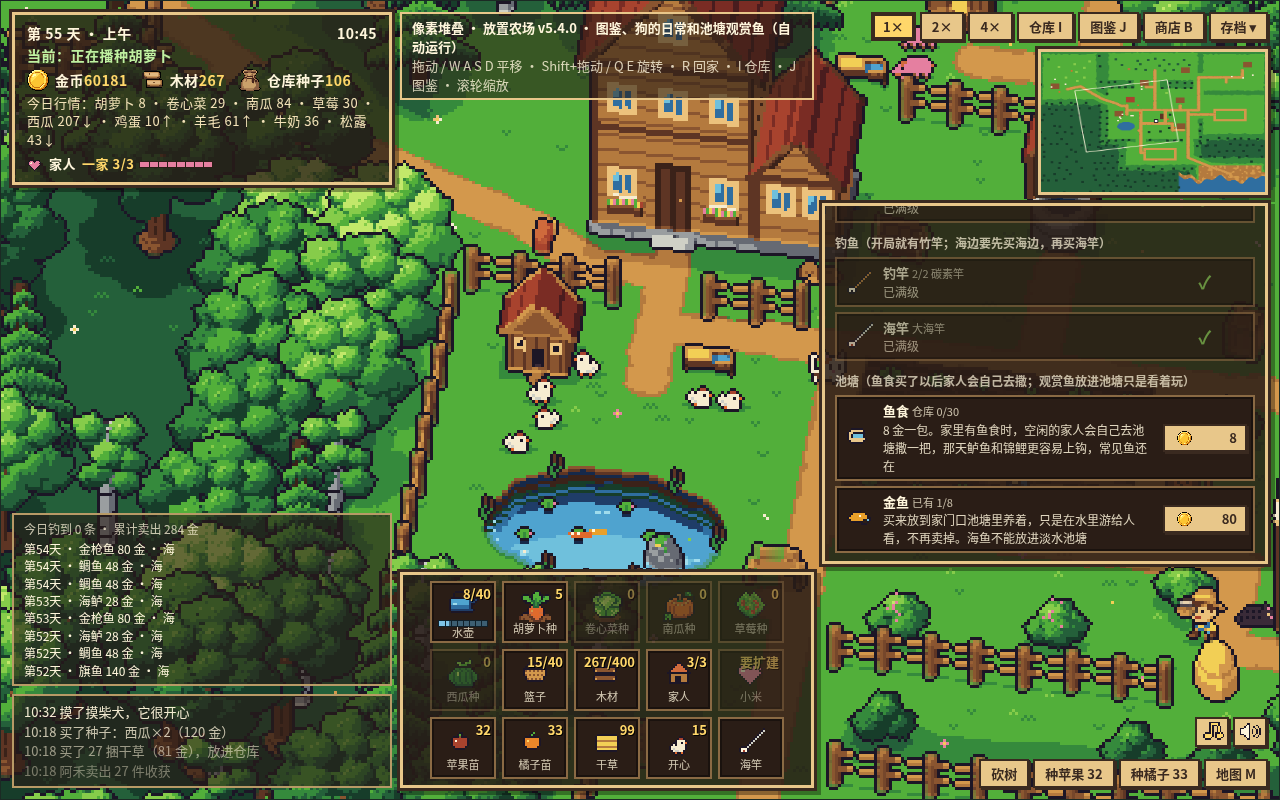 第 55 天 · 上午 10:45
当前：正在播种胡萝卜
金币60181 木材267 仓库种子106
今日行情：胡萝卜 8 · 卷心菜 29 · 南瓜 84 · 草莓 30 ·
西瓜 207↓ · 鸡蛋 10↑ · 羊毛 61↑ · 牛奶 36 · 松露
43↓
家人 一家 3/3
像素堆叠 · 放置农场 v5.4.0 · 图鉴、狗的日常和池塘观赏鱼（自
动运行）
拖动 / W A S D 平移 · Shift+拖动 / Q E 旋转 · R 回家 · I 仓库 · J
图鉴 · 滚轮缩放
1× 2× 4× 仓库 I 图鉴 J 商店 B 存档▾
已满级
钓鱼（开局就有竹竿；海边要先买海边，再买海竿）
钓竿 2/2 碳素竿
已满级
✓
海竿 大海竿
已满级
✓
池塘（鱼食买了以后家人会自己去撒；观赏鱼放进池塘只是看着玩）
鱼食 仓库 0/30
8 金一包。家里有鱼食时，空闲的家人会自己去池
塘撒一把，那天鲈鱼和锦鲤更容易上钩，常见鱼还
在
8
金鱼 已有 1/8
买来放到家门口池塘里养着，只是在水里游给人
看，不再卖掉。海鱼不能放进淡水池塘
80
今日钓到 0 条 · 累计卖出 284 金
第54天 · 金枪鱼 80 金 · 海
第54天 · 鲷鱼 48 金 · 海
第54天 · 鲷鱼 48 金 · 海
第53天 · 海鲈 28 金 · 海
第53天 · 金枪鱼 80 金 · 海
第52天 · 海鲈 28 金 · 海
第52天 · 鲷鱼 48 金 · 海
第52天 · 旗鱼 140 金 · 海
10:32 摸了摸柴犬，它很开心
10:18 买了种子：西瓜×2（120 金）
10:18 买了 27 捆干草（81 金），放进仓库
10:18 阿禾卖出 27 件收获
8/40 5 0 0 0
水壶 胡萝卜种 卷心菜种 南瓜种 草莓种
0 15/40 267/400 3/3 要扩建
西瓜种 篮子 木材 家人 小米
32 33 99 15
苹果苗 橘子苗 干草 开心 海竿
砍树 种苹果 32 种橘子 33 地图 M